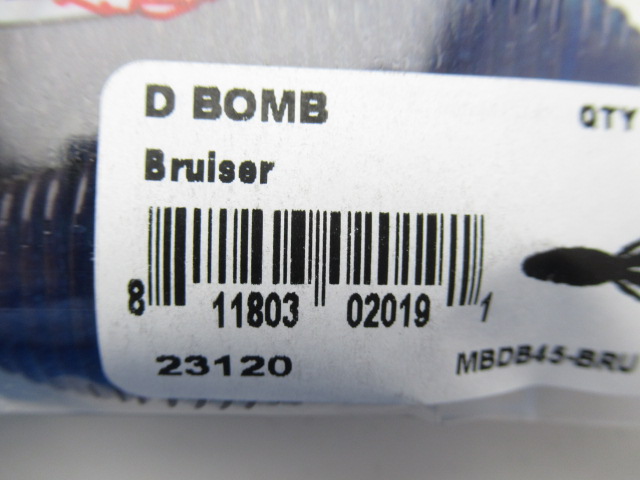 D BOMB
QTY
Bruiser
8 11803 02019 1
23120
MBDB45-BRU